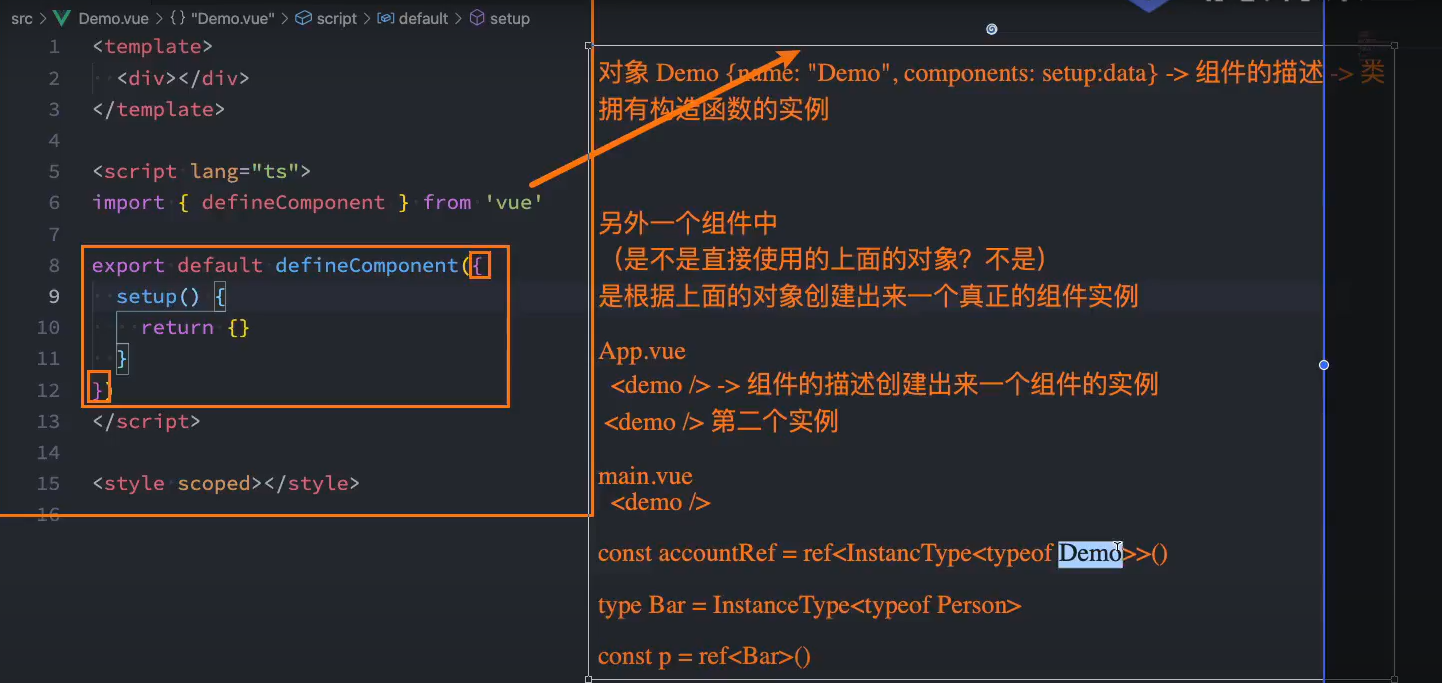 src > Demo.vue > {} "Demo.vue" > script > default > setup
1 <template>
2 <div></div>
3 </template>
4
5 <script lang="ts">
6 import { defineComponent } from 'vue'
7
8 export default defineComponent({
9 setup() {
10 return {}
11 }
12 })
13 </script>
14
15 <style scoped></style>
16
对象 Demo {name: "Demo", components: setup:data} -> 组件的描述 -> 类
拥有构造函数的实例
另外一个组件中
（是不是直接使用的上面的对象？不是）
是根据上面的对象创建出来一个真正的组件实例
App.vue
<demo /> -> 组件的描述创建出来一个组件的实例
<demo /> 第二个实例
main.vue
<demo />
const accountRef = ref<InstancType<typeof Demo>>()
type Bar = InstanceType<typeof Person>
const p = ref<Bar>()